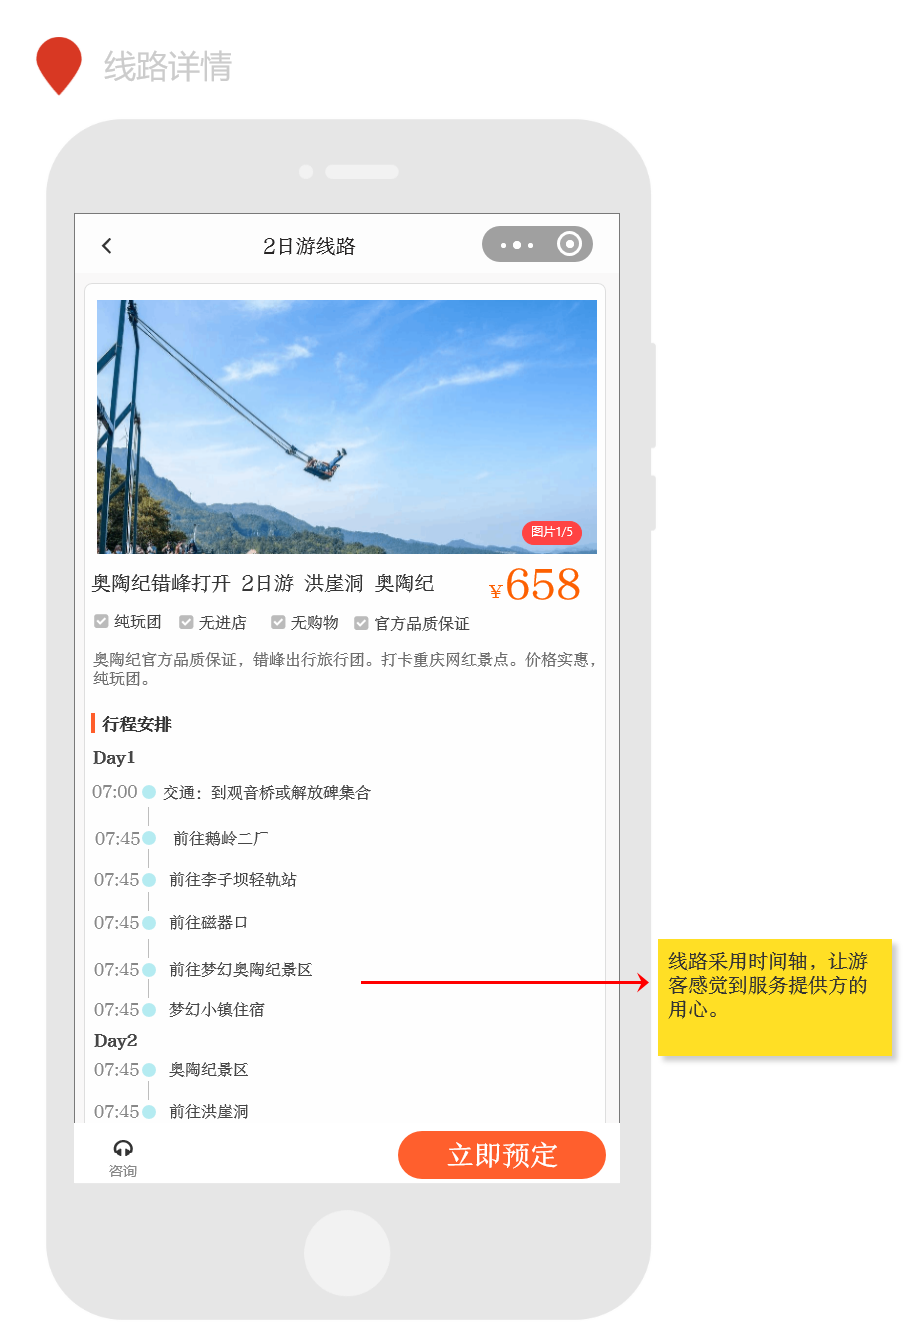 线路详情
2日游线路
图片1/5
奥陶纪错峰打开 2日游 洪崖洞 奥陶纪
¥658
纯玩团 无进店 无购物 官方品质保证
奥陶纪官方品质保证，错峰出行旅行团。打卡重庆网红景点。价格实惠，
纯玩团。
行程安排
Day1
07:00 交通：到观音桥或解放碑集合
07:45 前往鹅岭二厂
07:45 前往李子坝轻轨站
07:45 前往磁器口
07:45 前往梦幻奥陶纪景区
07:45 梦幻小镇住宿
Day2
07:45 奥陶纪景区
07:45 前往洪崖洞
线路采用时间轴，让游
客感觉到服务提供方的
用心。
咨询
立即预定